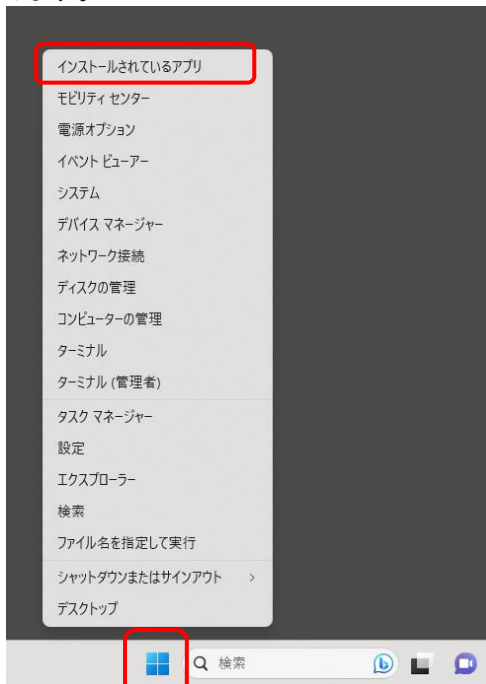 インストールされているアプリ
モビリティ センター
電源オプション
イベント ビューアー
システム
デバイス マネージャー
ネットワーク接続
ディスクの管理
コンピューターの管理
ターミナル
ターミナル (管理者)
タスク マネージャー
設定
エクスプローラー
検索
ファイル名を指定して実行
シャットダウンまたはサインアウト
デスクトップ
検索